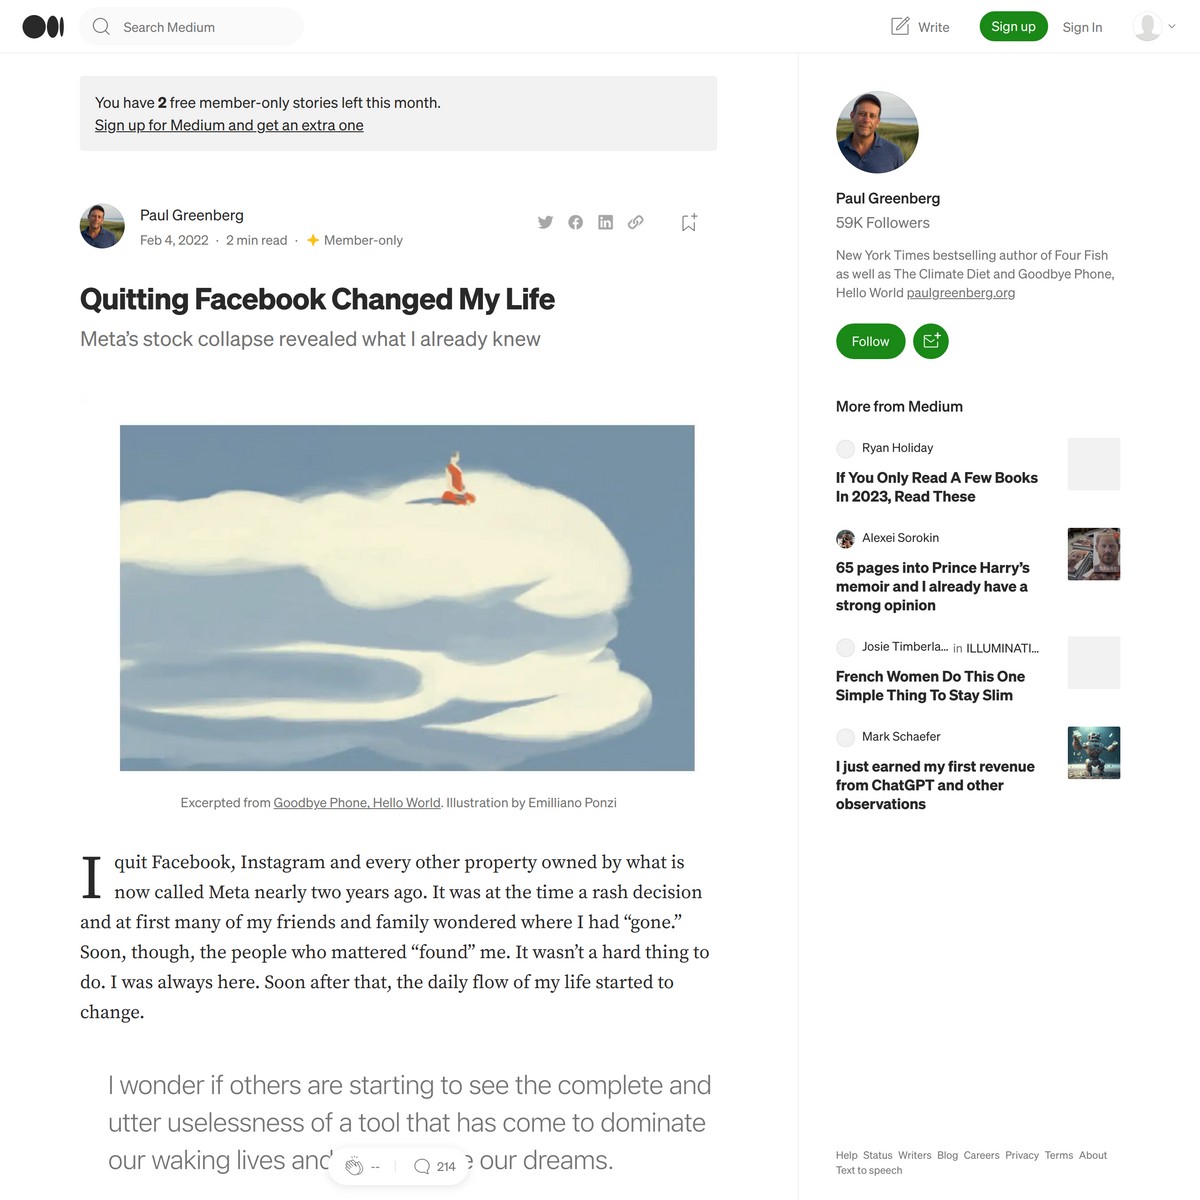 Search Medium
Write
Sign up
Sign In
You have 2 free member-only stories left this month.
Sign up for Medium and get an extra one
Paul Greenberg
Feb 4, 2022 · 2 min read · Member-only
Quitting Facebook Changed My Life
Meta’s stock collapse revealed what I already knew
Excerpted from Goodbye Phone, Hello World. Illustration by Emilliano Ponzi
I quit Facebook, Instagram and every other property owned by what is
now called Meta nearly two years ago. It was at the time a rash decision
and at first many of my friends and family wondered where I had “gone.”
Soon, though, the people who mattered “found” me. It wasn’t a hard thing to
do. I was always here. Soon after that, the daily flow of my life started to
change.
I wonder if others are starting to see the complete and
utter uselessness of a tool that has come to dominate
our waking lives and our dreams.
-- 214
Paul Greenberg
59K Followers
New York Times bestselling author of Four Fish
as well as The Climate Diet and Goodbye Phone,
Hello World paulgreenberg.org
Follow
More from Medium
Ryan Holiday
If You Only Read A Few Books
In 2023, Read These
Alexei Sorokin
65 pages into Prince Harry’s
memoir and I already have a
strong opinion
Josie Timberla... in ILLUMINATI...
French Women Do This One
Simple Thing To Stay Slim
Mark Schaefer
I just earned my first revenue
from ChatGPT and other
observations
Help Status Writers Blog Careers Privacy Terms About
Text to speech